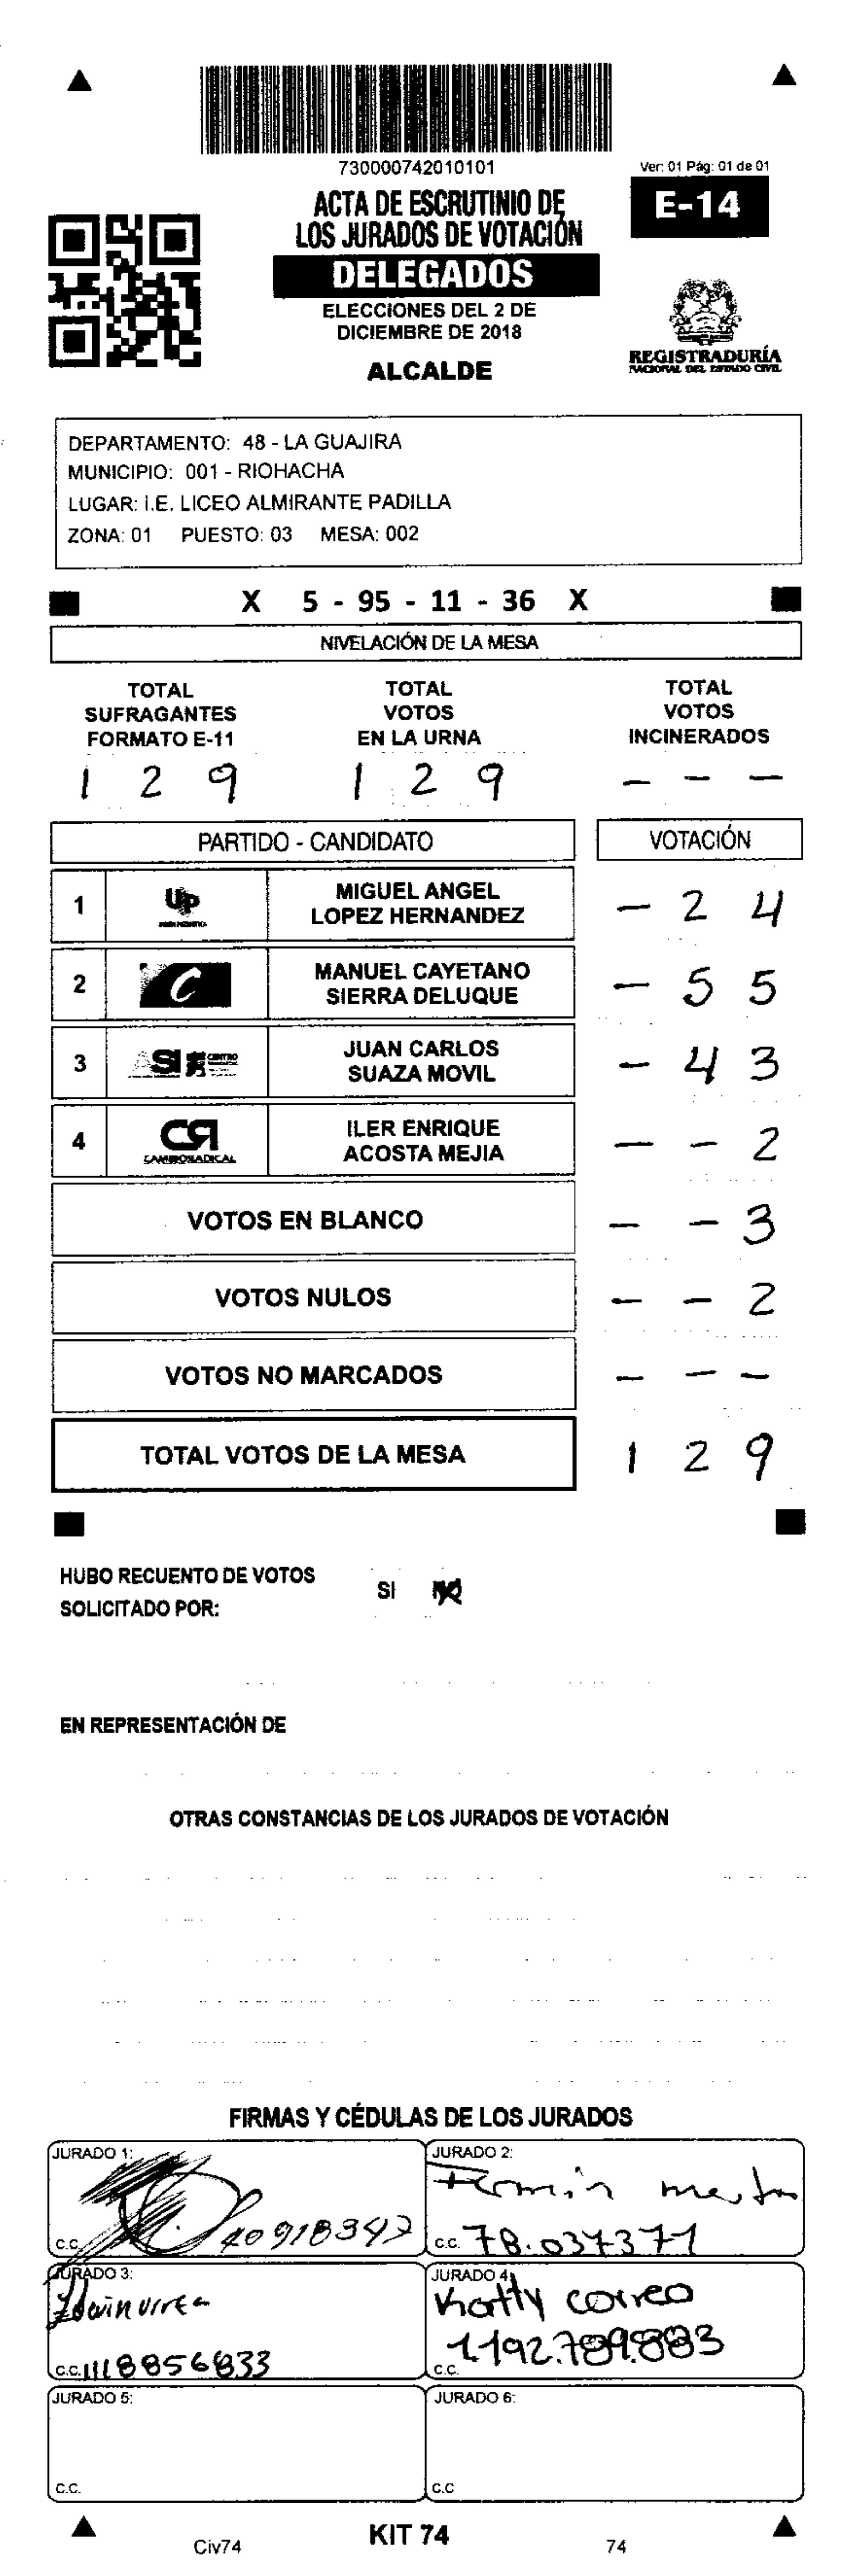 730000742010101
Ver: 01 Pág: 01 de 01
ACTA DE ESCRUTINIO DE
LOS JURADOS DE VOTACIÓN
E-14
DELEGADOS
ELECCIONES DEL 2 DE
DICIEMBRE DE 2018
ALCALDE
REGISTRADURÍA
NACIONAL DEL ESTADO CIVIL
DEPARTAMENTO: 48 - LA GUAJIRA
MUNICIPIO: 001 - RIOHACHA
LUGAR: I.E. LICEO ALMIRANTE PADILLA
ZONA: 01 PUESTO: 03 MESA: 002
X 5 - 95 - 11 - 36 X
NIVELACIÓN DE LA MESA
TOTAL SUFRAGANTES FORMATO E-11
TOTAL VOTOS EN LA URNA
TOTAL VOTOS INCINERADOS
1 2 9 1 2 9 - - -
PARTIDO - CANDIDATO VOTACIÓN
1 Up MIGUEL ANGEL LOPEZ HERNANDEZ - 2 4
2 C MANUEL CAYETANO SIERRA DELUQUE - 5 5
3 ASI CENTRO JUAN CARLOS SUAZA MOVIL - 4 3
4 CR CAMBIO RADICAL ILER ENRIQUE ACOSTA MEJIA - - 2
VOTOS EN BLANCO - - 3
VOTOS NULOS - - 2
VOTOS NO MARCADOS - - -
TOTAL VOTOS DE LA MESA 1 2 9
HUBO RECUENTO DE VOTOS SI NO
SOLICITADO POR:
EN REPRESENTACIÓN DE
OTRAS CONSTANCIAS DE LOS JURADOS DE VOTACIÓN
FIRMAS Y CÉDULAS DE LOS JURADOS
JURADO 1:
C.C. 40918347
JURADO 2:
Fermin
C.C. 78.037371
JURADO 3:
C.C. 1118856833
JURADO 4:
Katty correa
C.C. 1192.789.883
JURADO 5:
C.C.
JURADO 6:
C.C
Civ74
KIT 74
74